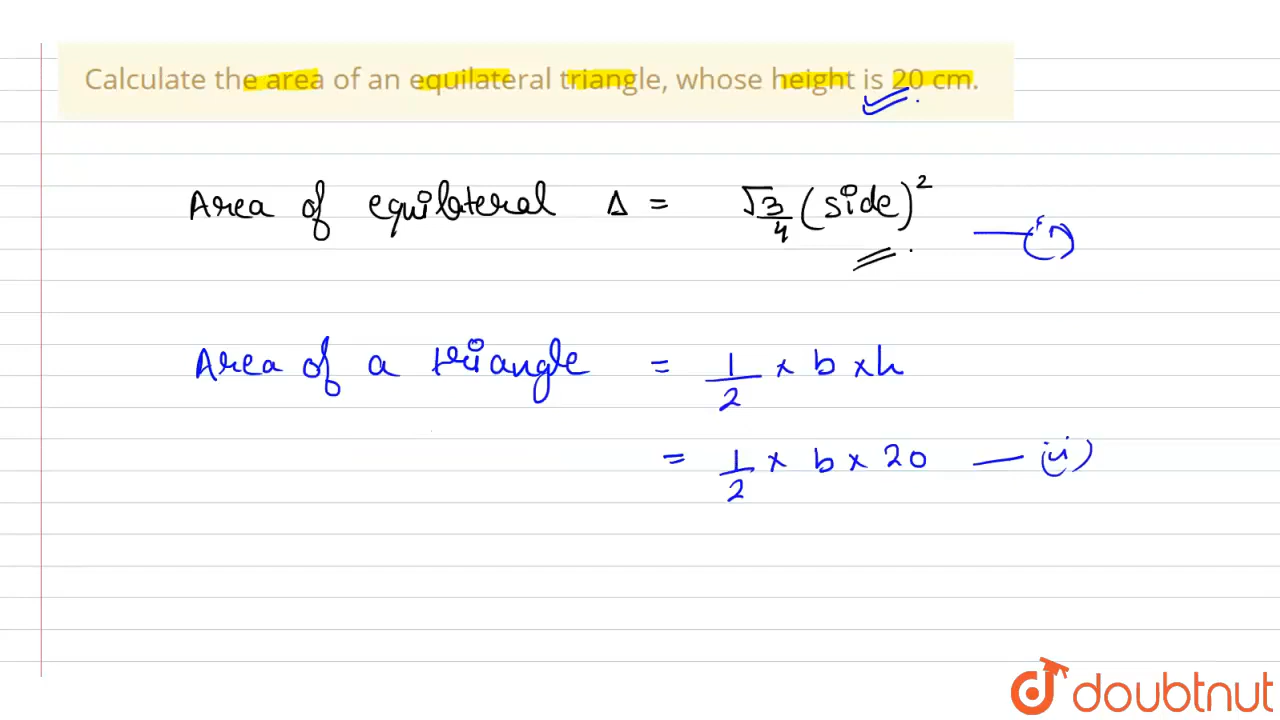 Calculate the area of an equilateral triangle, whose height is 20 cm.
Area of equilateral Δ = √3/4 (side)²
—(i)
Area of a triangle = 1/2 × b × h
= 1/2 × b × 20 — (ii)
doubtnut